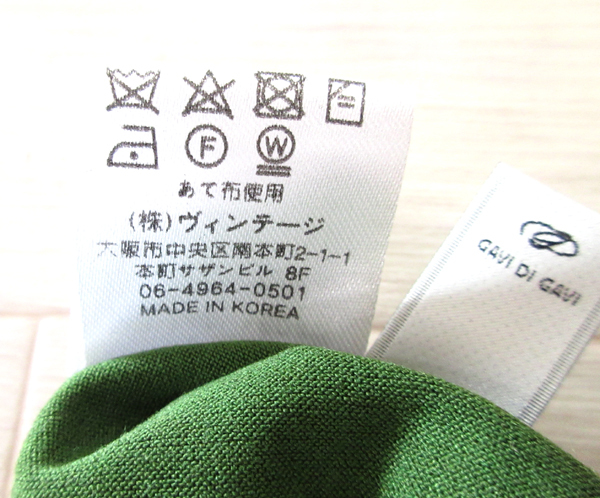 F W
あて布使用
(株)ヴィンテージ
大阪市中央区南本町2-1-1
本町サザンビル 8F
06-4964-0501
MADE IN KOREA
GAVI DI GAVI